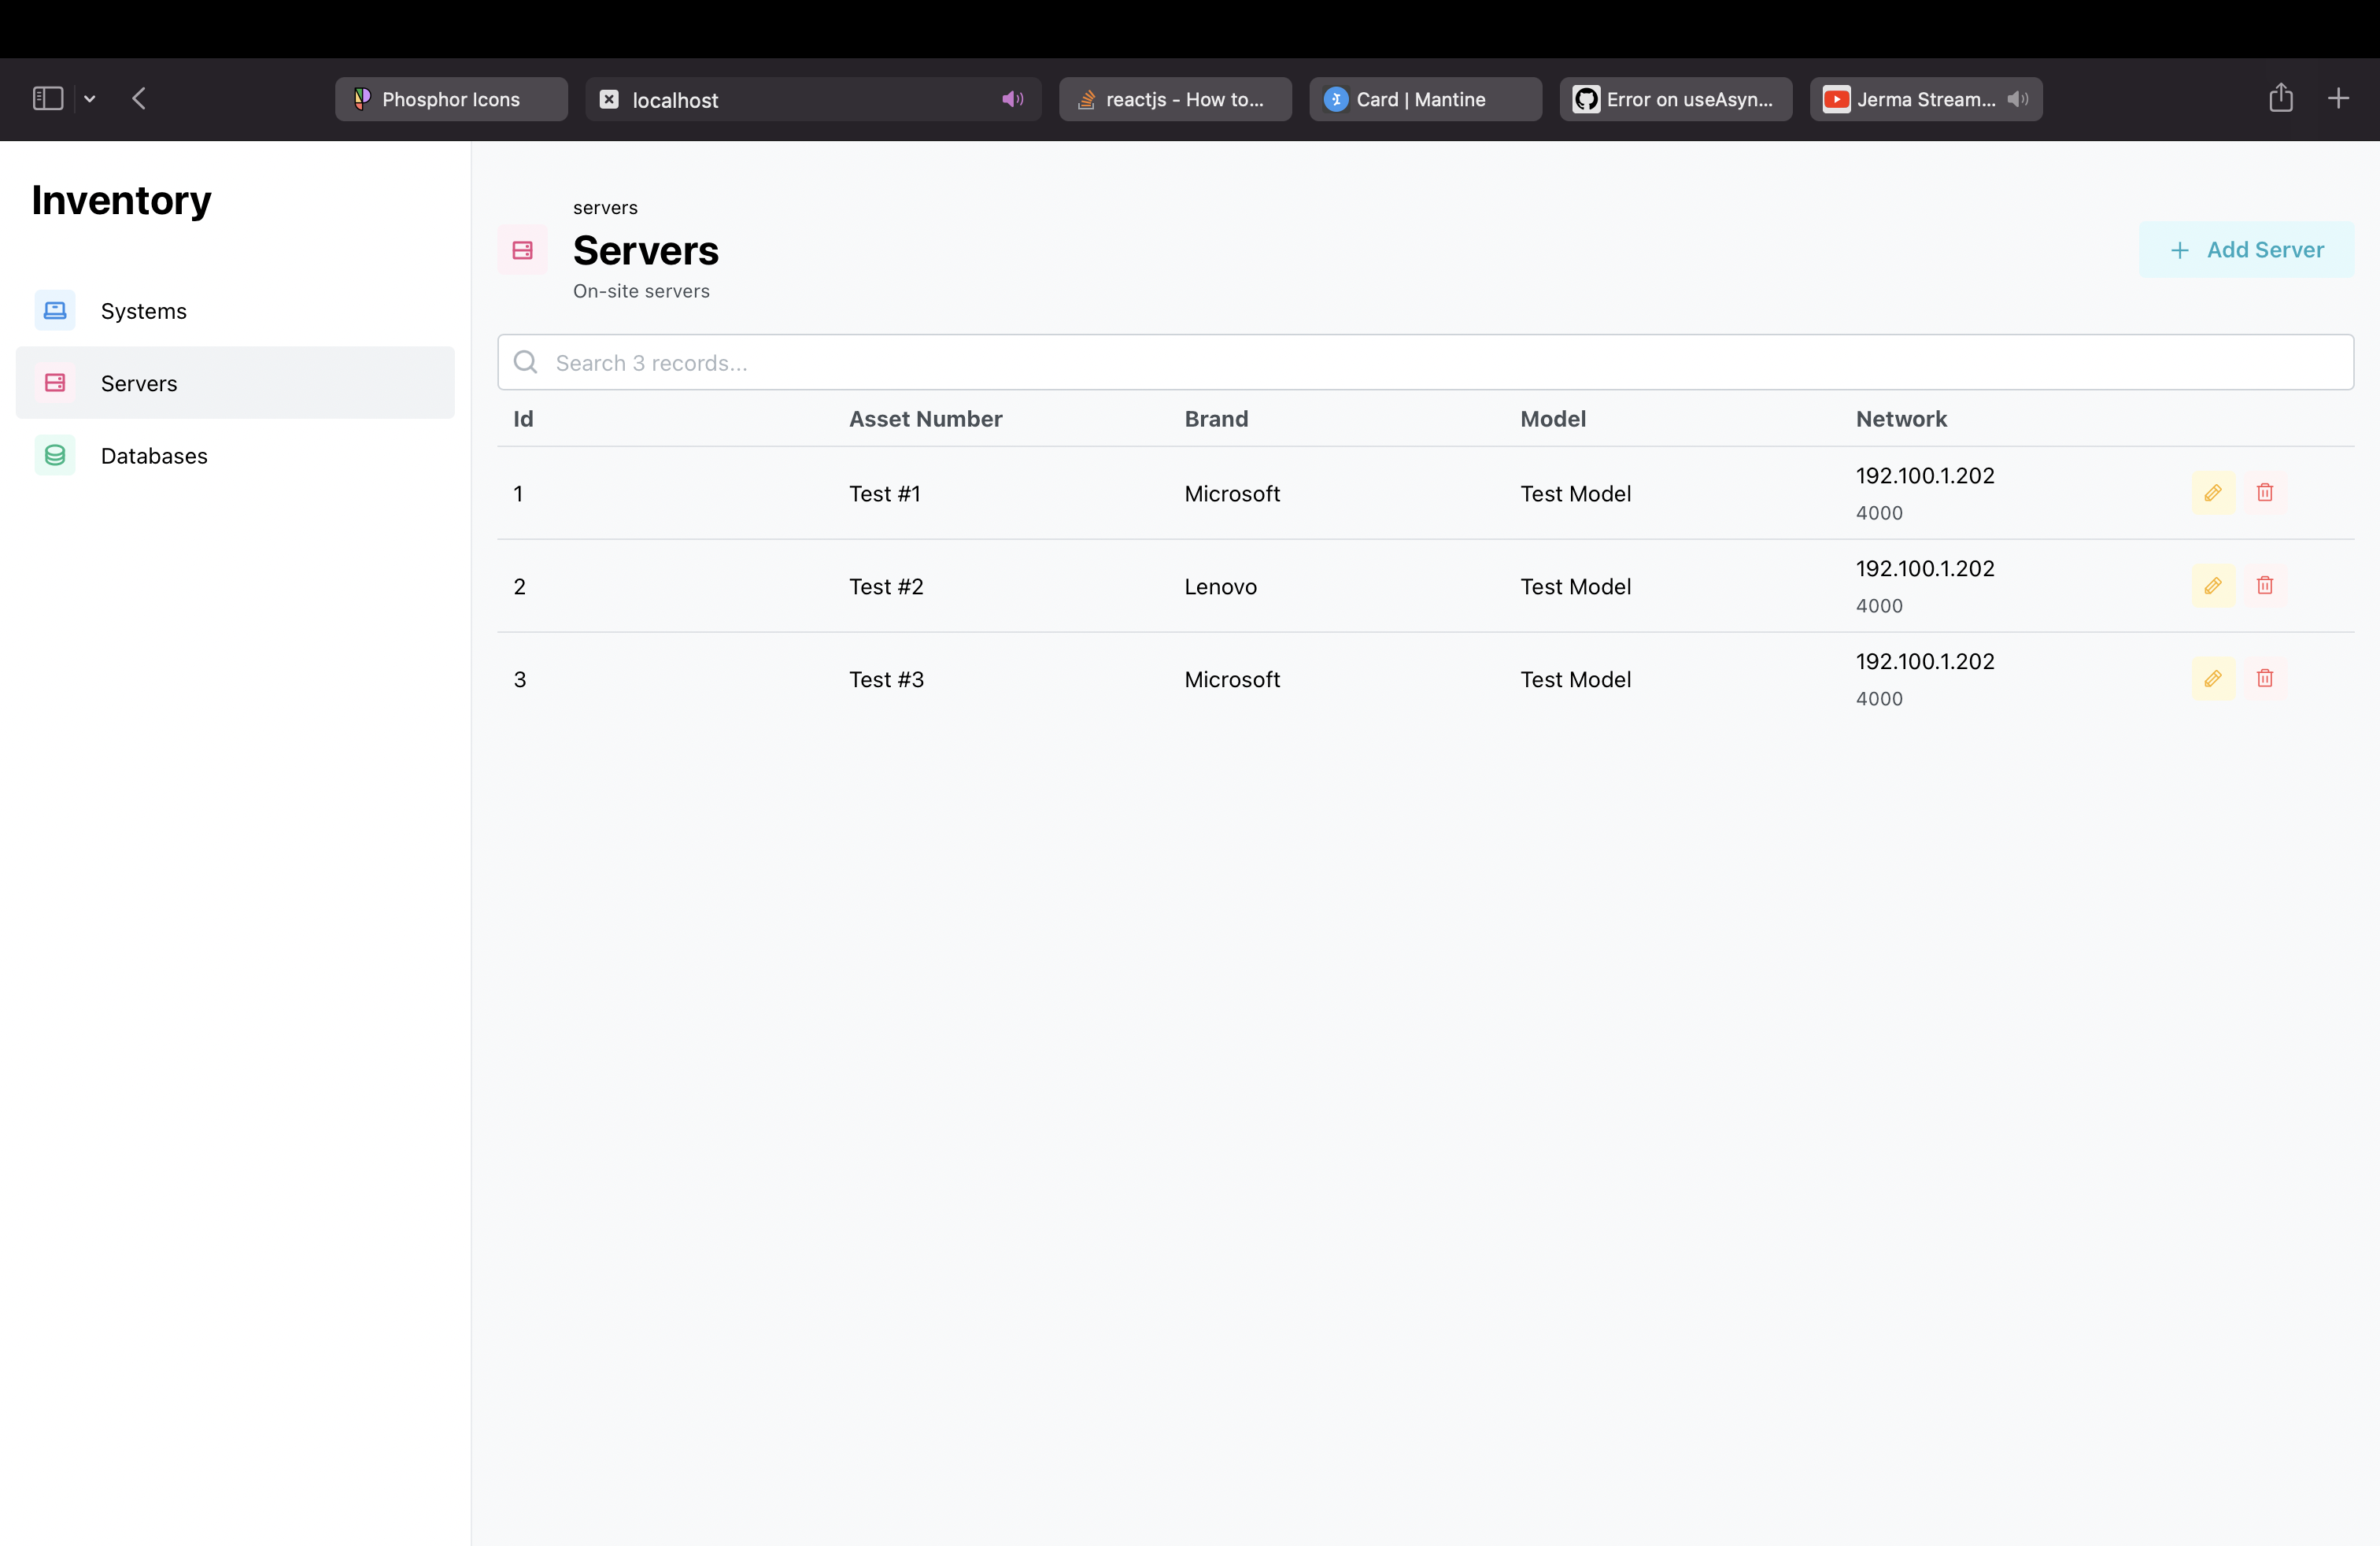 Phosphor Icons
localhost
reactjs - How to...
Card | Mantine
Error on useAsyn...
Jerma Stream...
Inventory
Systems
Servers
Databases
servers
Servers
On-site servers
Add Server
Search 3 records...
Id Asset Number Brand Model Network
1 Test #1 Microsoft Test Model 192.100.1.202
4000
2 Test #2 Lenovo Test Model 192.100.1.202
4000
3 Test #3 Microsoft Test Model 192.100.1.202
4000